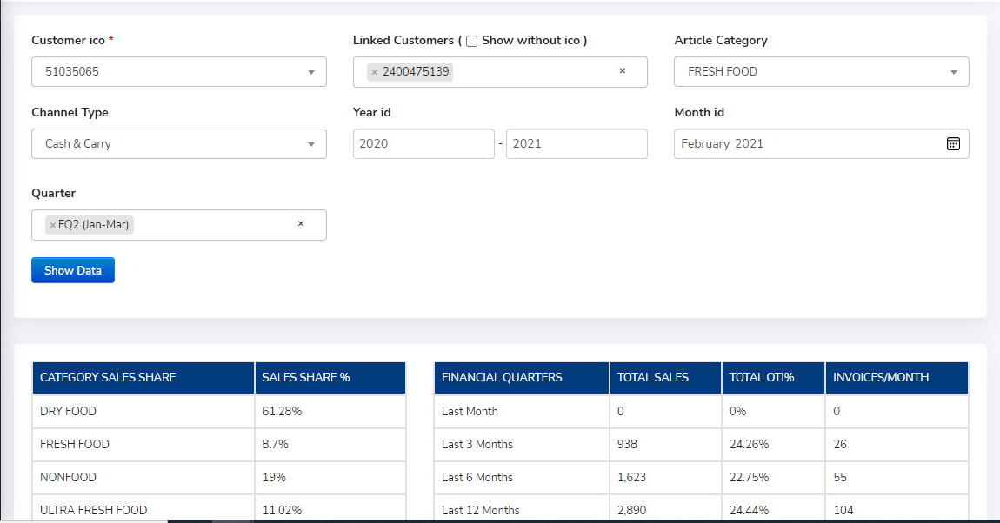 Customer ico * Linked Customers ( Show without ico ) Article Category
51035065 × 2400475139 × FRESH FOOD
Channel Type Year id Month id
Cash & Carry 2020 - 2021 February 2021
Quarter
×FQ2 (Jan-Mar) ×
Show Data
CATEGORY SALES SHARE SALES SHARE % FINANCIAL QUARTERS TOTAL SALES TOTAL OTI% INVOICES/MONTH
DRY FOOD 61.28% Last Month 0 0% 0
FRESH FOOD 8.7% Last 3 Months 938 24.26% 26
NONFOOD 19% Last 6 Months 1,623 22.75% 55
ULTRA FRESH FOOD 11.02% Last 12 Months 2,890 24.44% 104